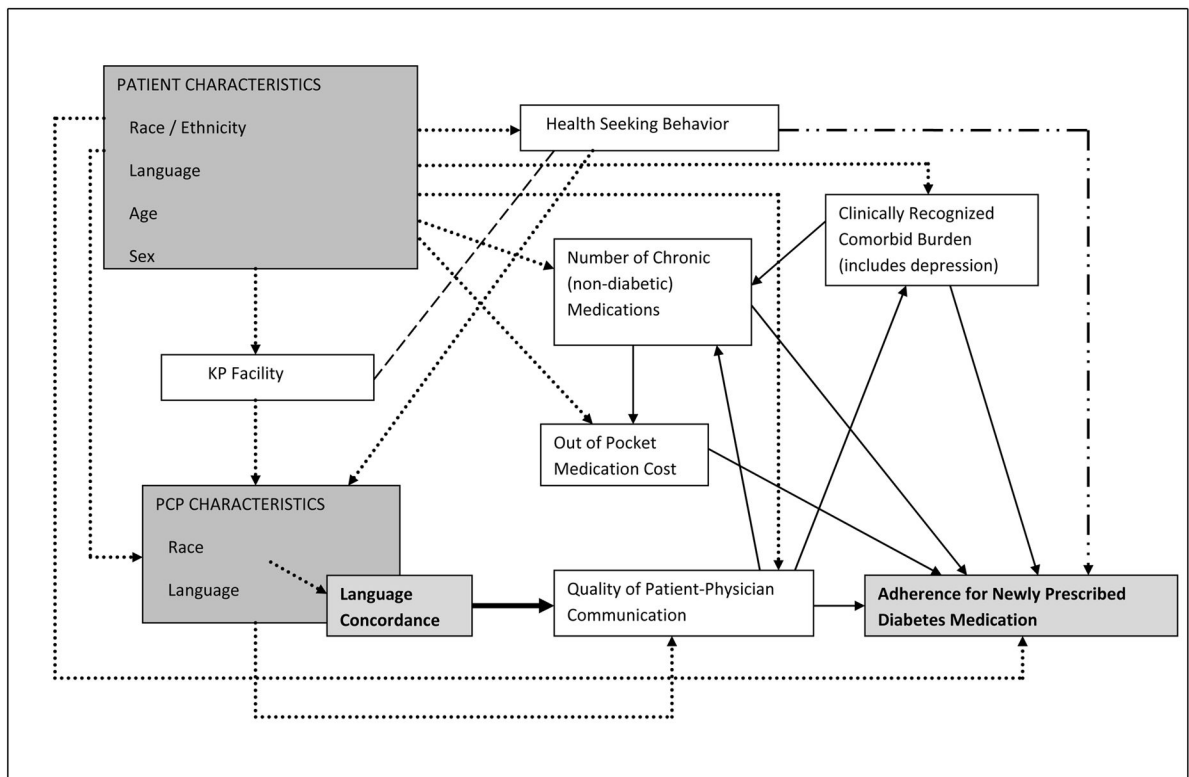 PATIENT CHARACTERISTICS
Race / Ethnicity
Language
Age
Sex
Health Seeking Behavior
Clinically Recognized
Comorbid Burden
(includes depression)
Number of Chronic
(non-diabetic)
Medications
KP Facility
Out of Pocket
Medication Cost
PCP CHARACTERISTICS
Race
Language
Language
Concordance
Quality of Patient-Physician
Communication
Adherence for Newly Prescribed
Diabetes Medication